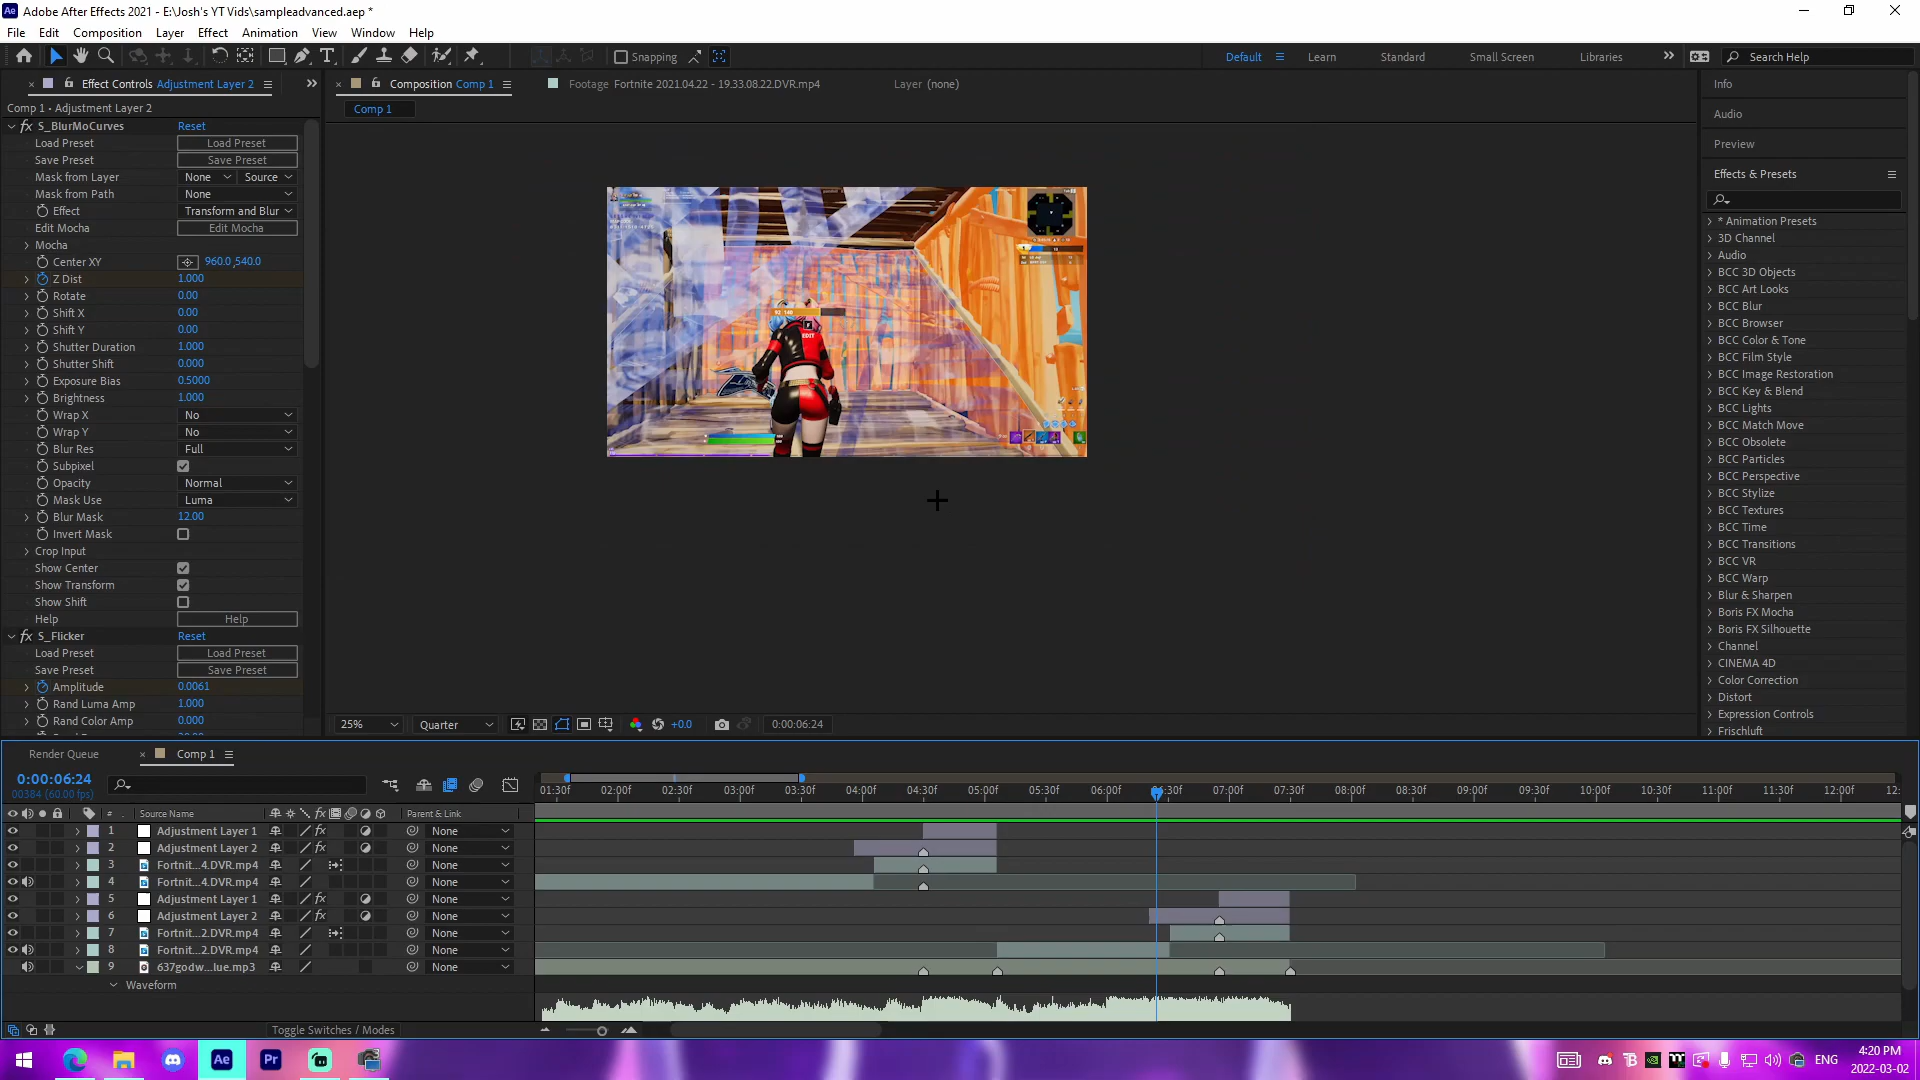 Adobe After Effects 2021 - E:\Josh's YT Vids\sampleadvanced.aep *
File Edit Composition Layer Effect Animation View Window Help
Snapping
Default Learn Standard Small Screen Libraries Search Help
Effect Controls Adjustment Layer 2
Composition Comp 1
Footage Fortnite 2021.04.22 - 19.33.08.22.DVR.mp4
Layer (none)
Comp 1 • Adjustment Layer 2
Comp 1
S_BlurMoCurves Reset
Load Preset Load Preset
Save Preset Save Preset
Mask from Layer None Source
Mask from Path None
Effect Transform and Blur
Edit Mocha Edit Mocha
Mocha
Center XY 960.0,540.0
Z Dist 1.000
Rotate 0.00
Shift X 0.00
Shift Y 0.00
Shutter Duration 1.000
Shutter Shift 0.000
Exposure Bias 0.5000
Brightness 1.000
Wrap X No
Wrap Y No
Blur Res Full
Subpixel
Opacity Normal
Mask Use Luma
Blur Mask 12.00
Invert Mask
Crop Input
Show Center
Show Transform
Show Shift
Help Help
S_Flicker Reset
Load Preset Load Preset
Save Preset Save Preset
Amplitude 0.0061
Rand Luma Amp 1.000
Rand Color Amp 0.000
EDIT
25% Quarter +0.0 0:00:06:24
Info
Audio
Preview
Effects & Presets
* Animation Presets
3D Channel
Audio
BCC 3D Objects
BCC Art Looks
BCC Blur
BCC Browser
BCC Color & Tone
BCC Film Style
BCC Image Restoration
BCC Key & Blend
BCC Lights
BCC Match Move
BCC Obsolete
BCC Particles
BCC Perspective
BCC Stylize
BCC Textures
BCC Time
BCC Transitions
BCC VR
BCC Warp
Blur & Sharpen
Boris FX Mocha
Boris FX Silhouette
Channel
CINEMA 4D
Color Correction
Distort
Expression Controls
Frischluft
Render Queue Comp 1
0:00:06:24
00384 (60.00 fps)
01:30f 02:00f 02:30f 03:00f 03:30f 04:00f 04:30f 05:00f 05:30f 06:00f 06:30f 07:00f 07:30f 08:00f 08:30f 09:00f 09:30f 10:00f 10:30f 11:00f 11:30f 12:00f 12:
# Source Name Parent & Link
1 Adjustment Layer 1 None
2 Adjustment Layer 2 None
3 Fortnit...4.DVR.mp4 None
4 Fortnit...4.DVR.mp4 None
5 Adjustment Layer 1 None
6 Adjustment Layer 2 None
7 Fortnit...2.DVR.mp4 None
8 Fortnit...2.DVR.mp4 None
9 637godw...lue.mp3 None
Waveform
Toggle Switches / Modes
ENG
4:20 PM
2022-03-02